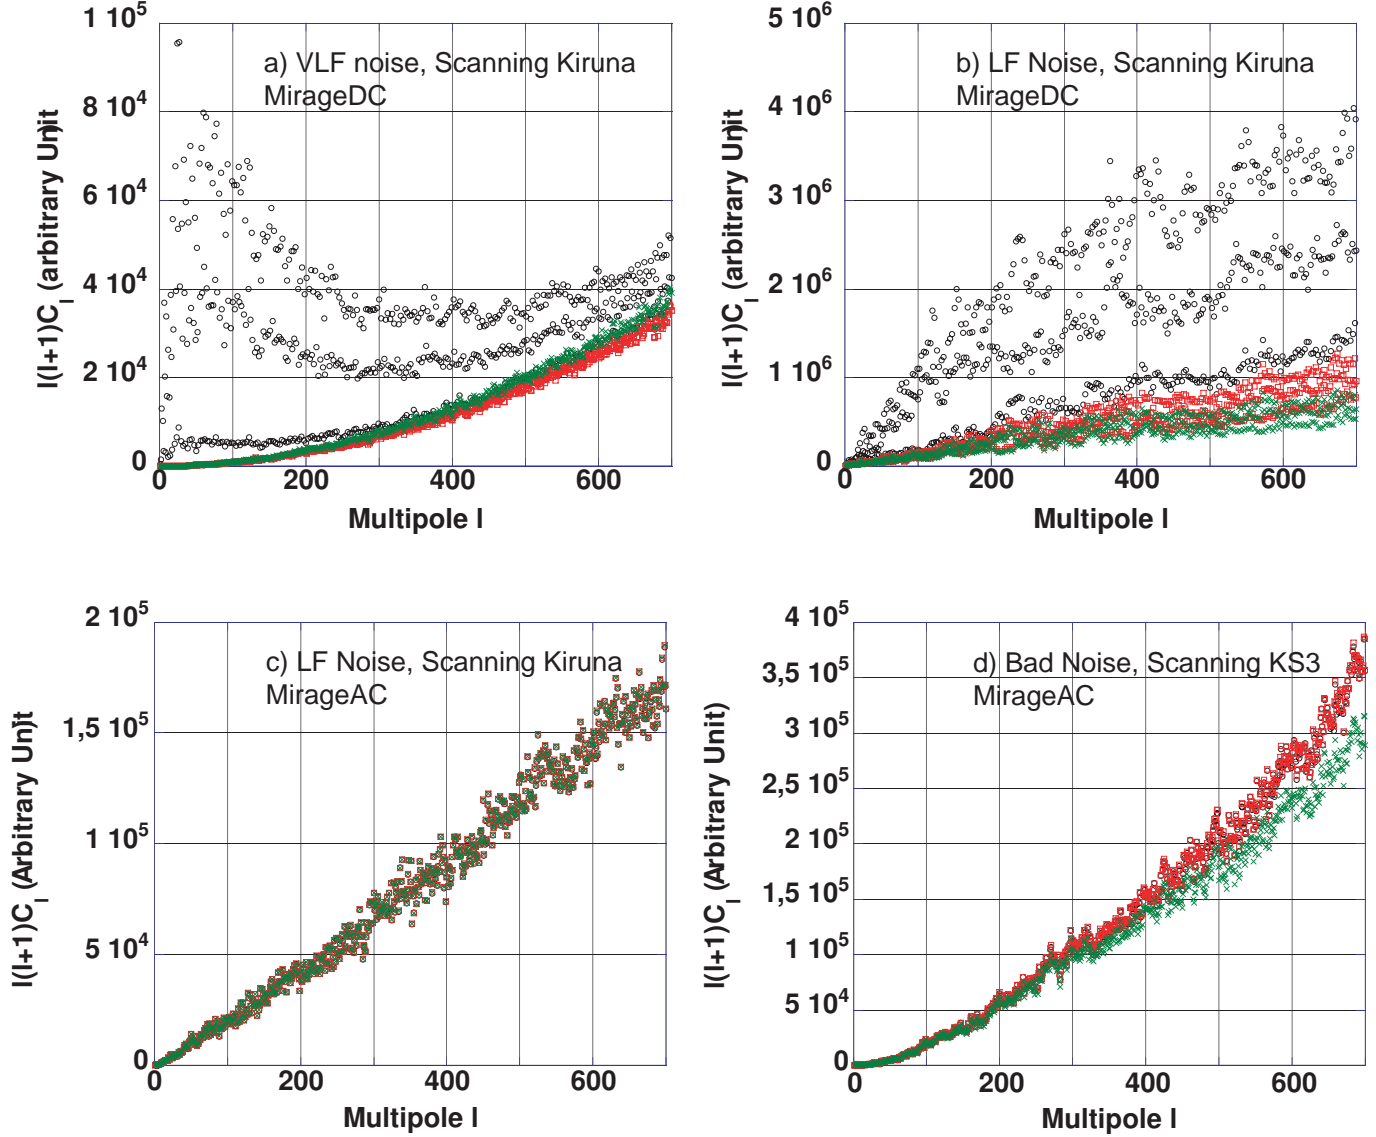 1 10^5
8 10^4
6 10^4
4 10^4
2 10^4
0
l(l+1)C_l (arbitrary Unit)
a) VLF noise, Scanning Kiruna
MirageDC
0 200 400 600
Multipole l
5 10^6
4 10^6
3 10^6
2 10^6
1 10^6
0
l(l+1)C_l (arbitrary Unit)
b) LF Noise, Scanning Kiruna
MirageDC
0 200 400 600
Multipole l
2 10^5
1,5 10^5
1 10^5
5 10^4
0
l(l+1)C_l (Arbitrary Unit)
c) LF Noise, Scanning Kiruna
MirageAC
0 200 400 600
Multipole l
4 10^5
3,5 10^5
3 10^5
2,5 10^5
2 10^5
1,5 10^5
1 10^5
5 10^4
0
l(l+1)C_l (Arbitrary Unit)
d) Bad Noise, Scanning KS3
MirageAC
0 200 400 600
Multipole l